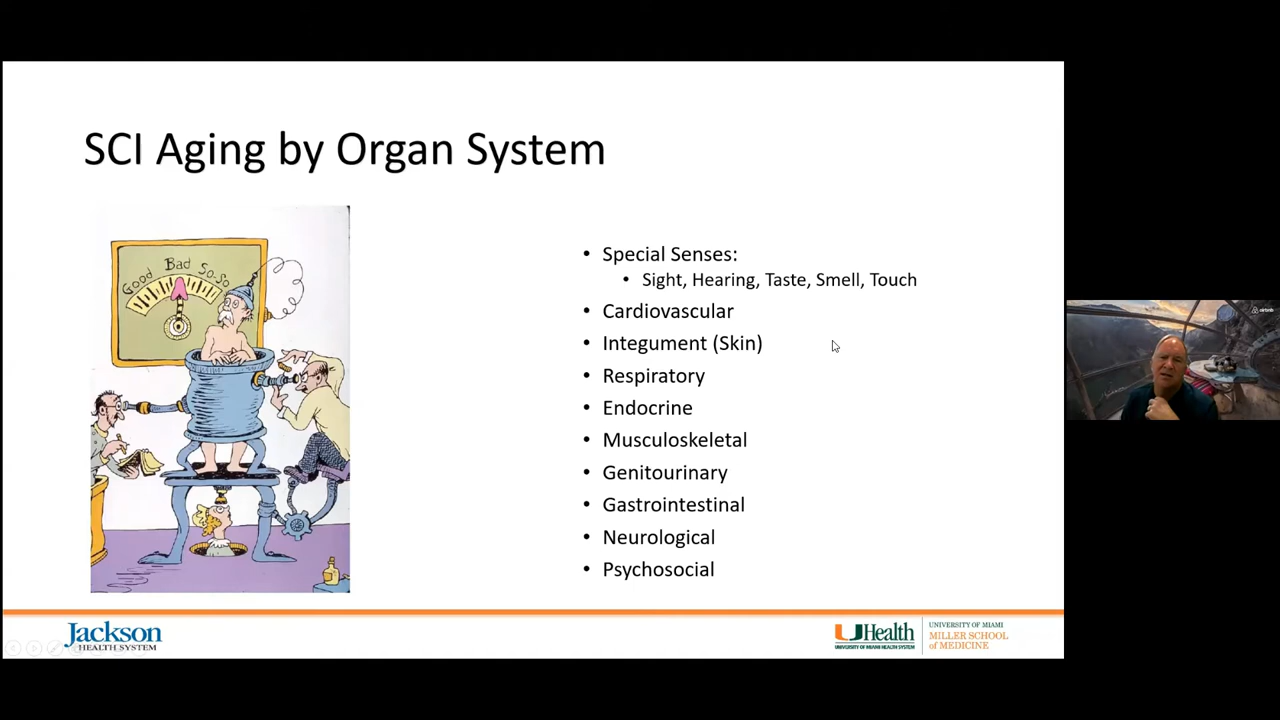 SCI Aging by Organ System
Good Bad So-So
• Special Senses:
• Sight, Hearing, Taste, Smell, Touch
• Cardiovascular
• Integument (Skin)
• Respiratory
• Endocrine
• Musculoskeletal
• Genitourinary
• Gastrointestinal
• Neurological
• Psychosocial
Jackson
HEALTH SYSTEM
UHealth
UNIVERSITY OF MIAMI HEALTH SYSTEM
UNIVERSITY OF MIAMI
MILLER SCHOOL
of MEDICINE
airbnb